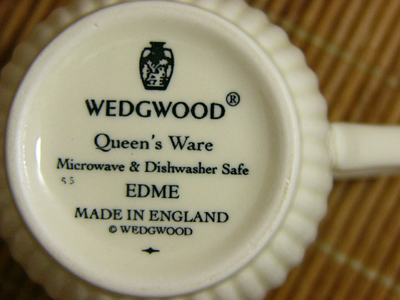 WEDGWOOD®
Queen's Ware
Microwave & Dishwasher Safe
EDME
MADE IN ENGLAND
© WEDGWOOD